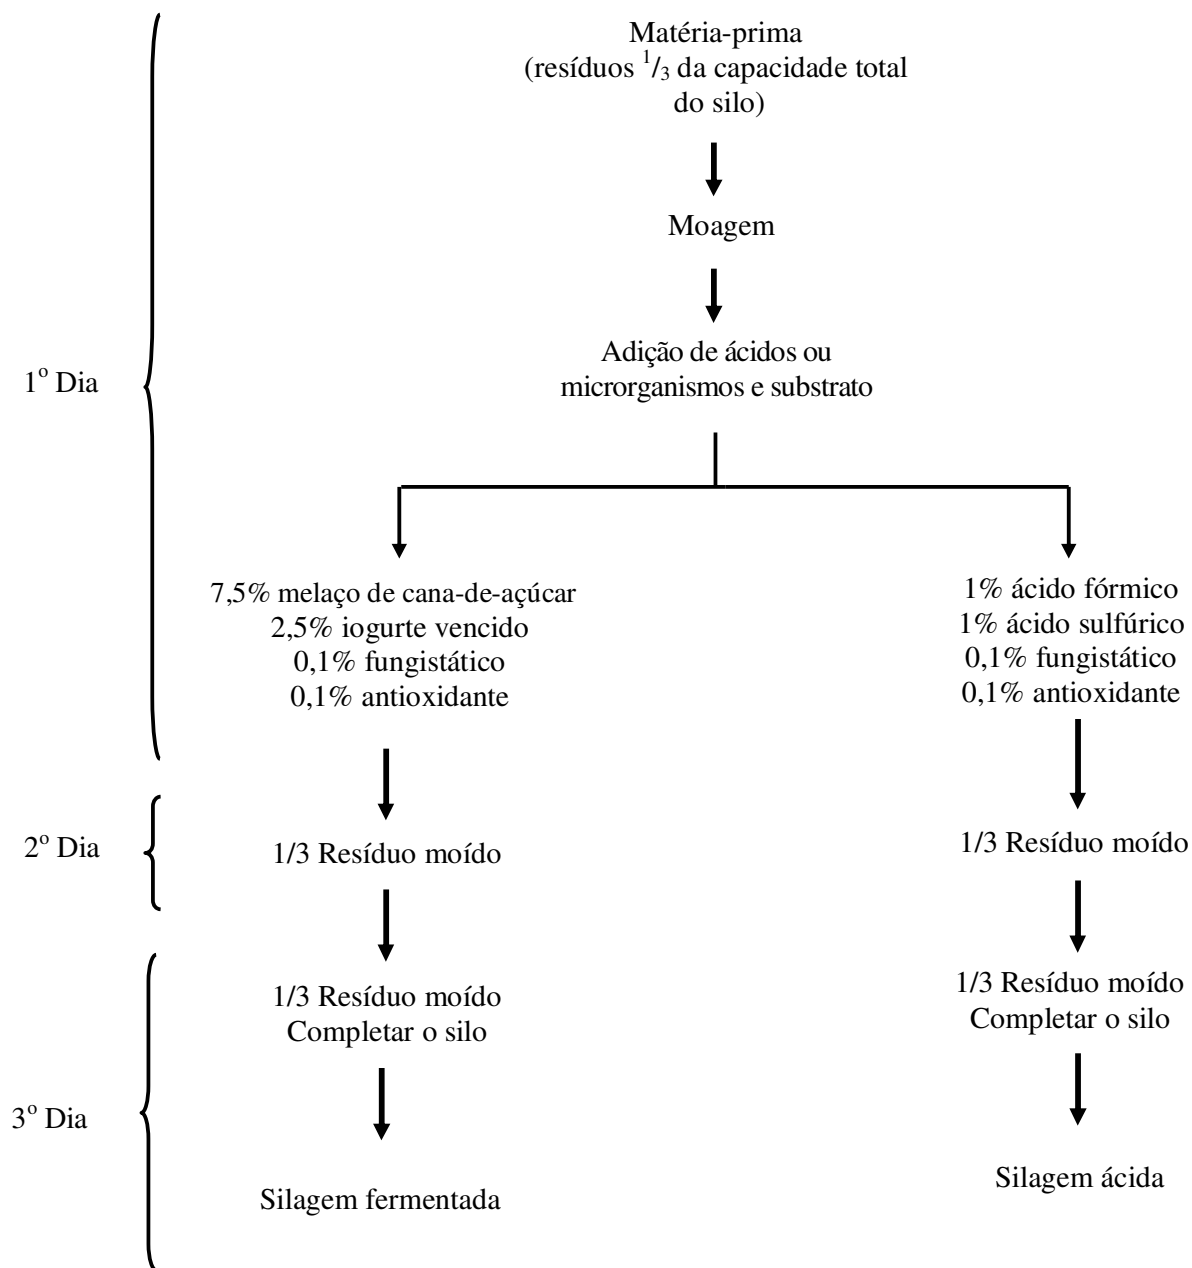 Matéria-prima
(resíduos ¹/₃ da capacidade total
do silo)
Moagem
Adição de ácidos ou
microrganismos e substrato
1º Dia
7,5% melaço de cana-de-açúcar
2,5% iogurte vencido
0,1% fungistático
0,1% antioxidante
1% ácido fórmico
1% ácido sulfúrico
0,1% fungistático
0,1% antioxidante
2º Dia
1/3 Resíduo moído
1/3 Resíduo moído
3º Dia
1/3 Resíduo moído
Completar o silo
1/3 Resíduo moído
Completar o silo
Silagem fermentada
Silagem ácida